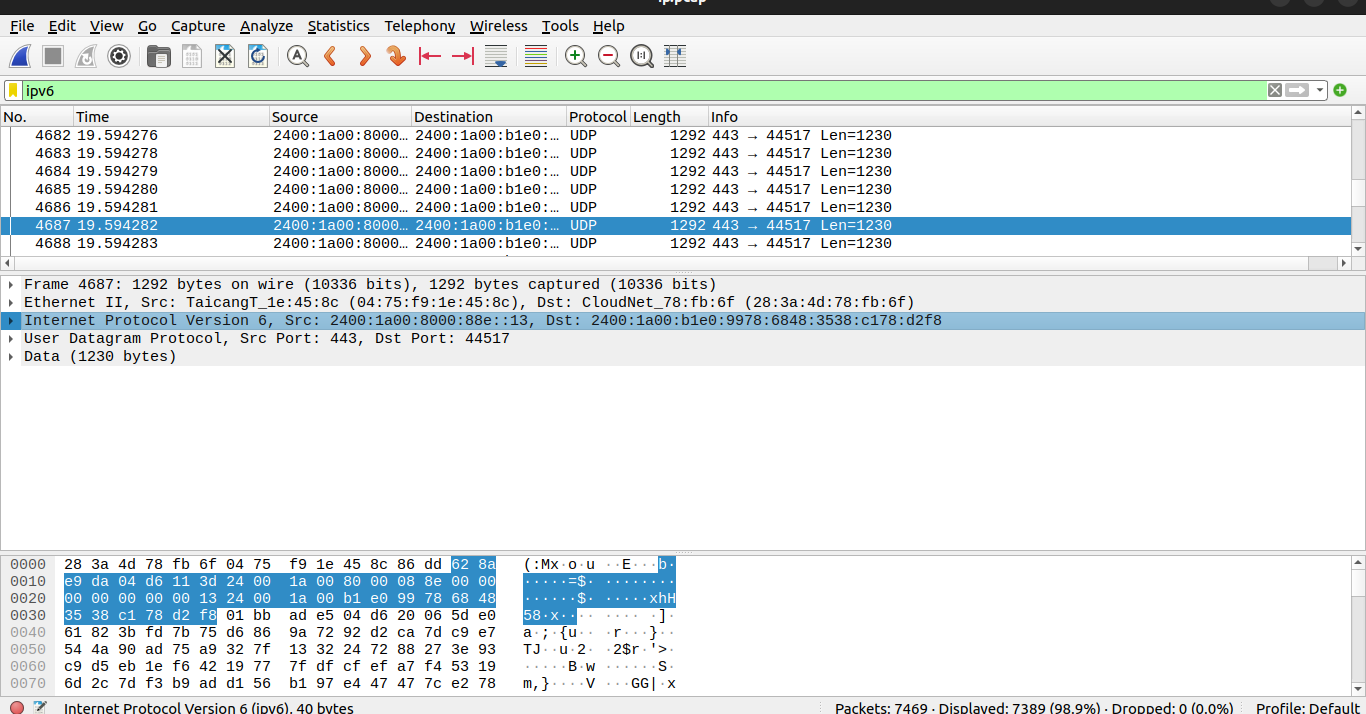 File Edit View Go Capture Analyze Statistics Telephony Wireless Tools Help
ipv6
No. Time Source Destination Protocol Length Info
4682 19.594276 2400:1a00:8000… 2400:1a00:b1e0:… UDP 1292 443 → 44517 Len=1230
4683 19.594278 2400:1a00:8000… 2400:1a00:b1e0:… UDP 1292 443 → 44517 Len=1230
4684 19.594279 2400:1a00:8000… 2400:1a00:b1e0:… UDP 1292 443 → 44517 Len=1230
4685 19.594280 2400:1a00:8000… 2400:1a00:b1e0:… UDP 1292 443 → 44517 Len=1230
4686 19.594281 2400:1a00:8000… 2400:1a00:b1e0:… UDP 1292 443 → 44517 Len=1230
4687 19.594282 2400:1a00:8000… 2400:1a00:b1e0:… UDP 1292 443 → 44517 Len=1230
4688 19.594283 2400:1a00:8000… 2400:1a00:b1e0:… UDP 1292 443 → 44517 Len=1230
Frame 4687: 1292 bytes on wire (10336 bits), 1292 bytes captured (10336 bits)
Ethernet II, Src: TaicangT_1e:45:8c (04:75:f9:1e:45:8c), Dst: CloudNet_78:fb:6f (28:3a:4d:78:fb:6f)
Internet Protocol Version 6, Src: 2400:1a00:8000:88e::13, Dst: 2400:1a00:b1e0:9978:6848:3538:c178:d2f8
User Datagram Protocol, Src Port: 443, Dst Port: 44517
Data (1230 bytes)
0000 28 3a 4d 78 fb 6f 04 75 f9 1e 45 8c 86 dd 62 8a (:Mx·o·u ··E···b·
0010 e9 da 04 d6 11 3d 24 00 1a 00 80 00 08 8e 00 00 ·····=$· ········
0020 00 00 00 00 00 13 24 00 1a 00 b1 e0 99 78 68 48 ······$· ·····xhH
0030 35 38 c1 78 d2 f8 01 bb ad e5 04 d6 20 06 5d e0 58·x···· ···· ·]·
0040 61 82 3b fd 7b 75 d6 86 9a 72 92 d2 ca 7d c9 e7 a·;·{u·· ·r···}··
0050 54 4a 90 ad 75 a9 32 7f 13 32 24 72 88 27 3e 93 TJ··u·2· ·2$r·'>·
0060 c9 d5 eb 1e f6 42 19 77 7f df cf ef a7 f4 53 19 ·····B·w ······S·
0070 6d 2c 7d f3 b9 ad d1 56 b1 97 e4 47 47 7c e2 78 m,}····V ···GG|·x
Internet Protocol Version 6 (ipv6), 40 bytes Packets: 7469 · Displayed: 7389 (98.9%) · Dropped: 0 (0.0%) Profile: Default